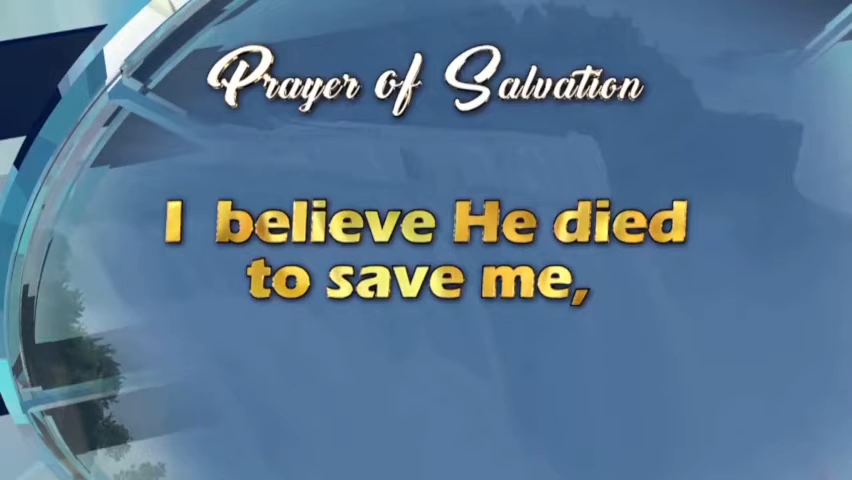 Prayer of Salvation
I believe He died
to save me,